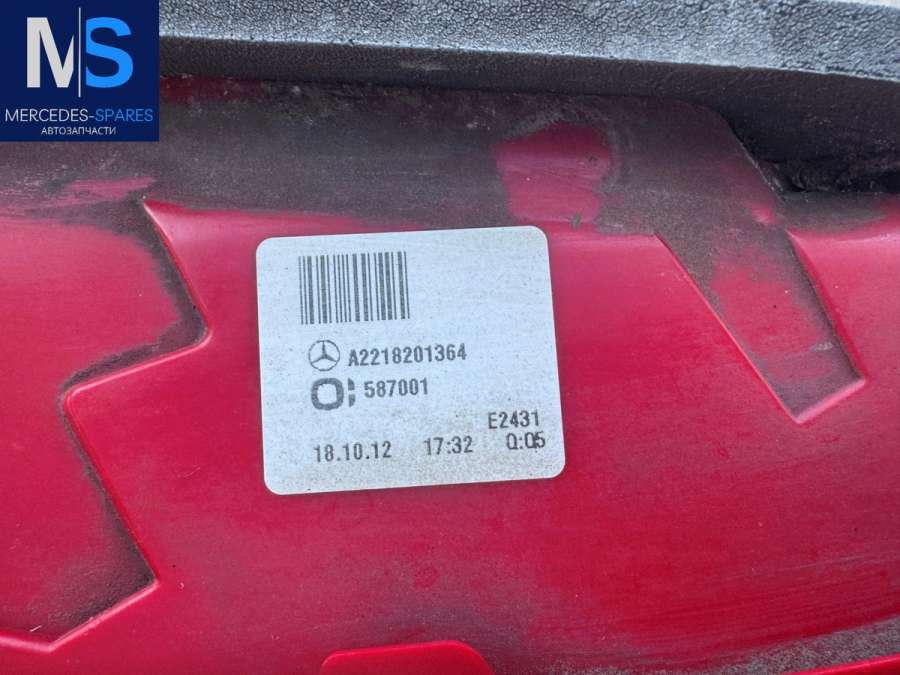 MS
MERCEDES-SPARES
АВТОЗАПЧАСТИ
A2218201364
587001
E2431
18.10.12 17:32 Q:05